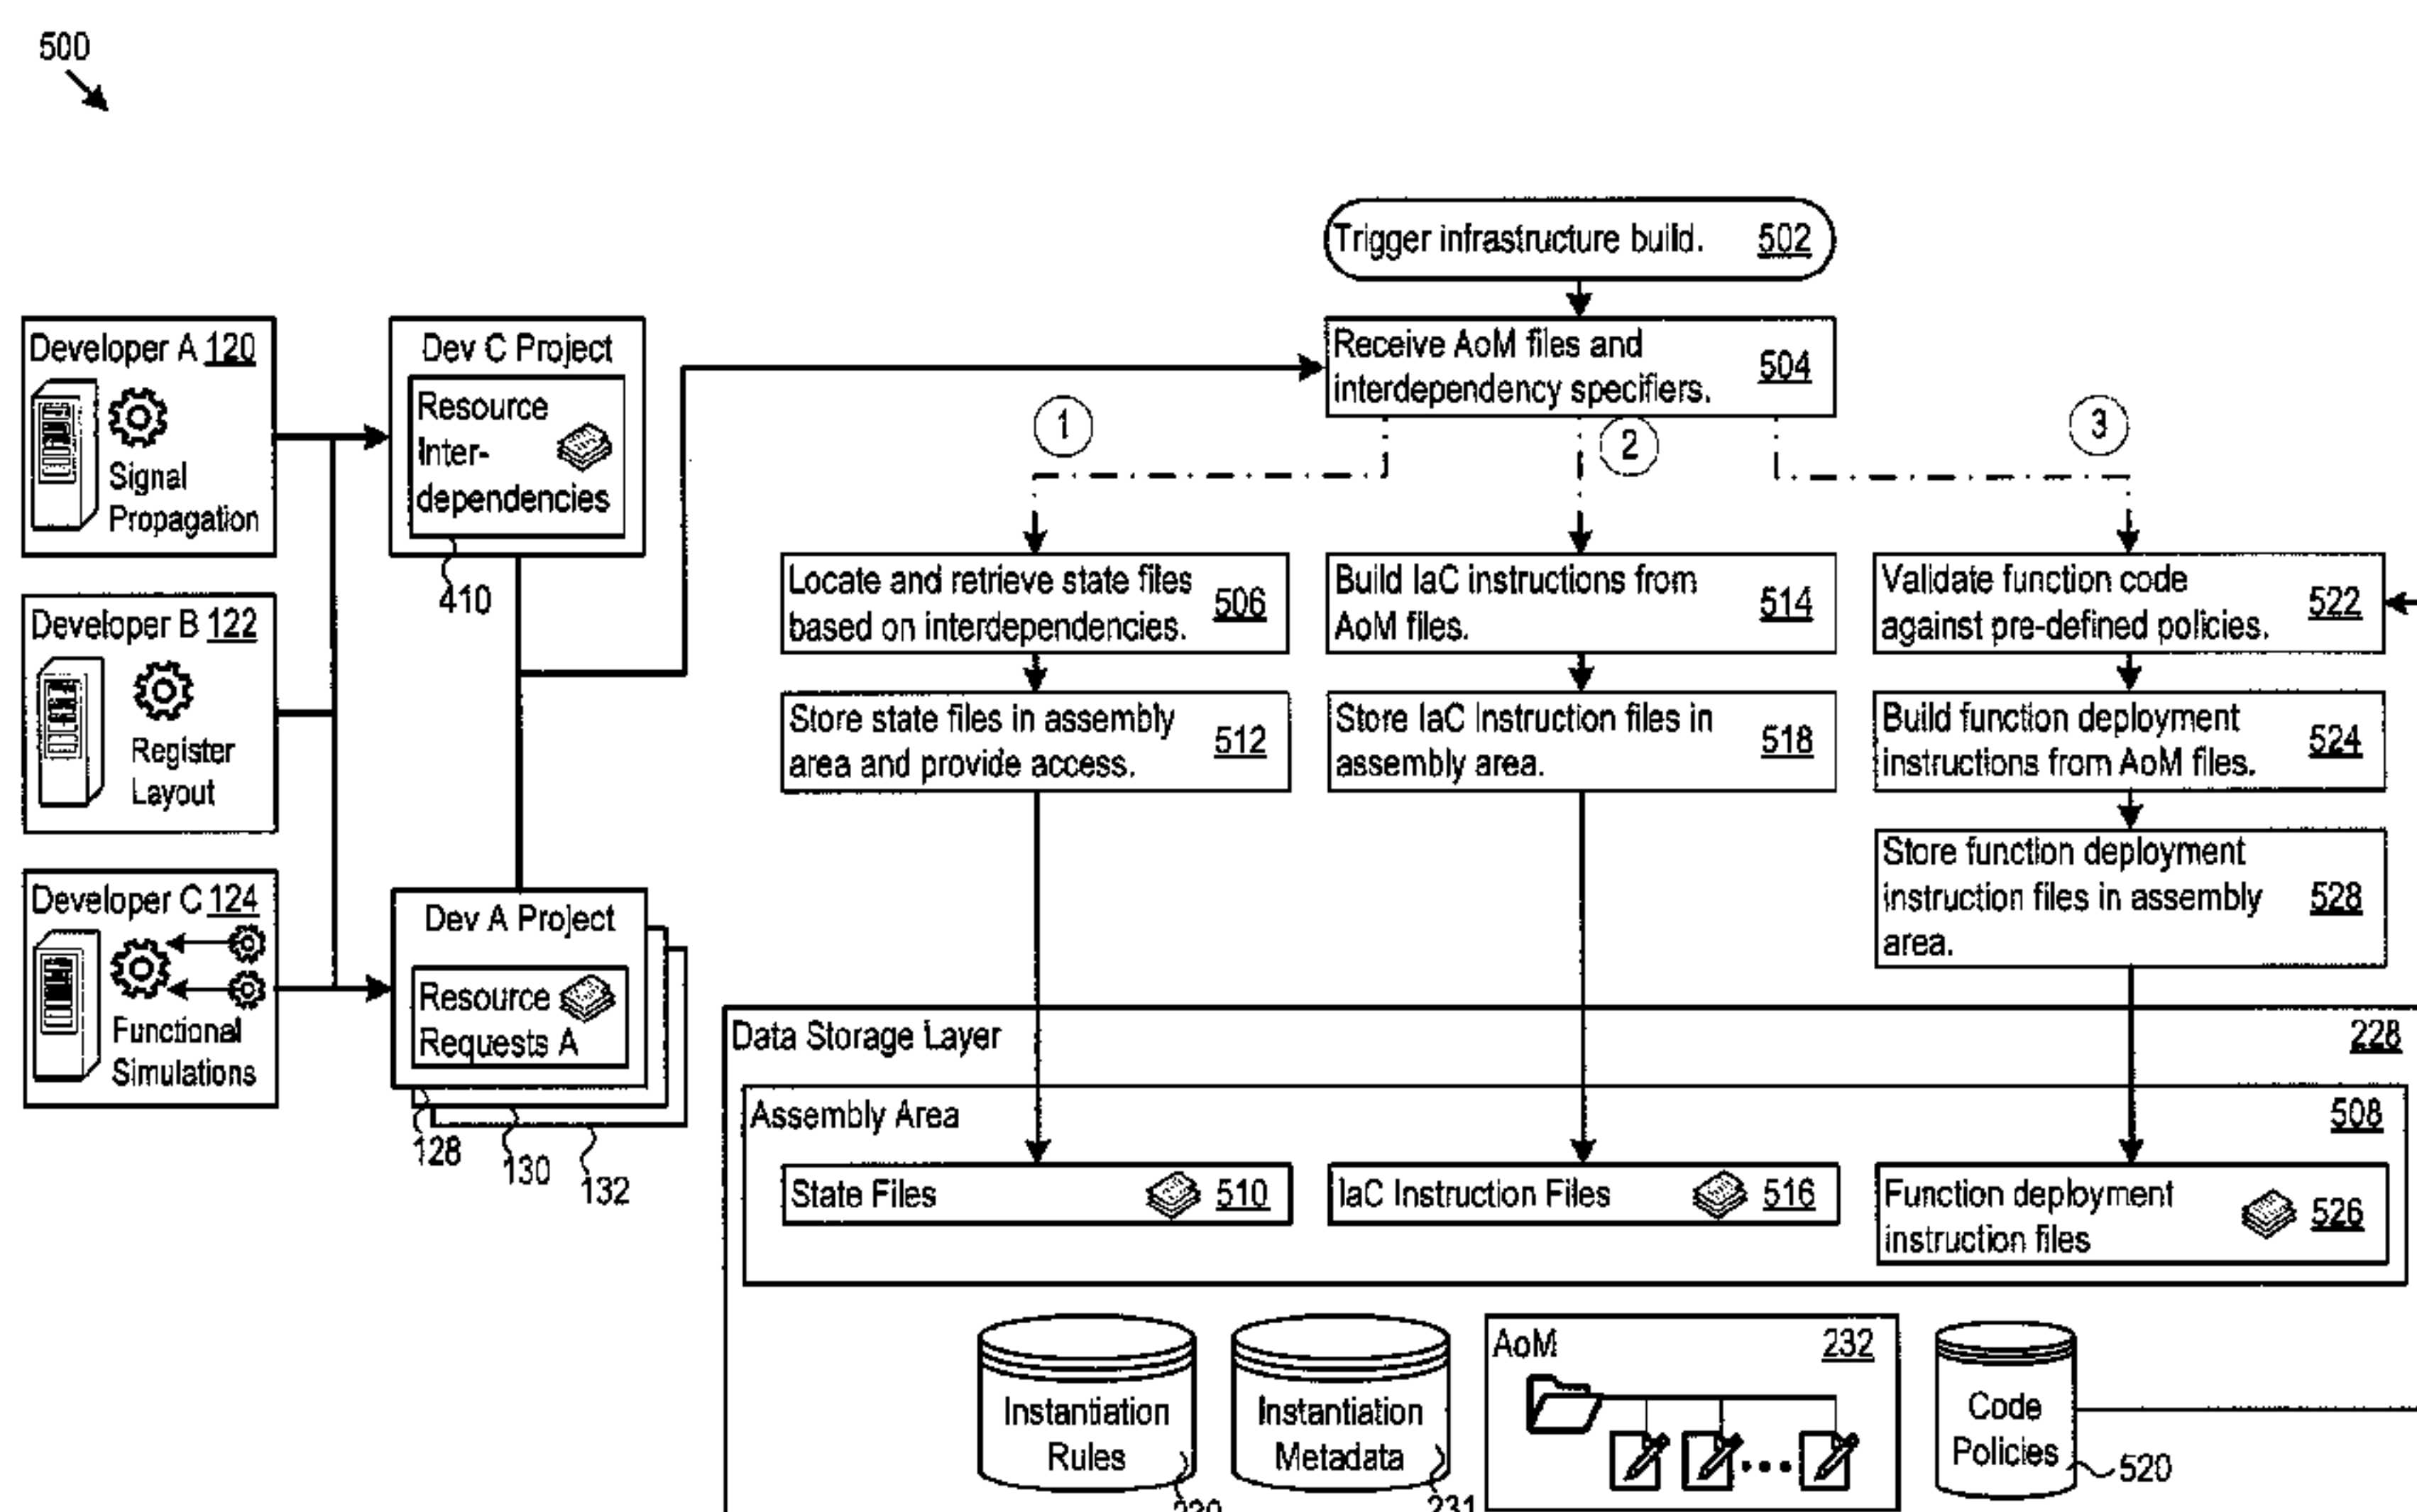 500
Trigger infrastructure build. 502
Developer A 120
Signal
Propagation
Dev C Project
Resource
Inter-
dependencies
410
Receive AoM files and
interdependency specifiers. 504
1
2
3
Developer B 122
Register
Layout
Locate and retrieve state files
based on interdependencies. 506
Build IaC instructions from
AoM files. 514
Validate function code
against pre-defined policies. 522
Store state files in assembly
area and provide access. 512
Store IaC Instruction files in
assembly area. 518
Build function deployment
instructions from AoM files. 524
Store function deployment
instruction files in assembly
area. 528
Developer C 124
Functional
Simulations
Dev A Project
Resource
Requests A
128
130
132
Data Storage Layer 228
Assembly Area 508
State Files 510
IaC Instruction Files 516
Function deployment
instruction files 526
Instantiation
Rules
230
Instantiation
Metadata
231
AoM 232
Code
Policies
520